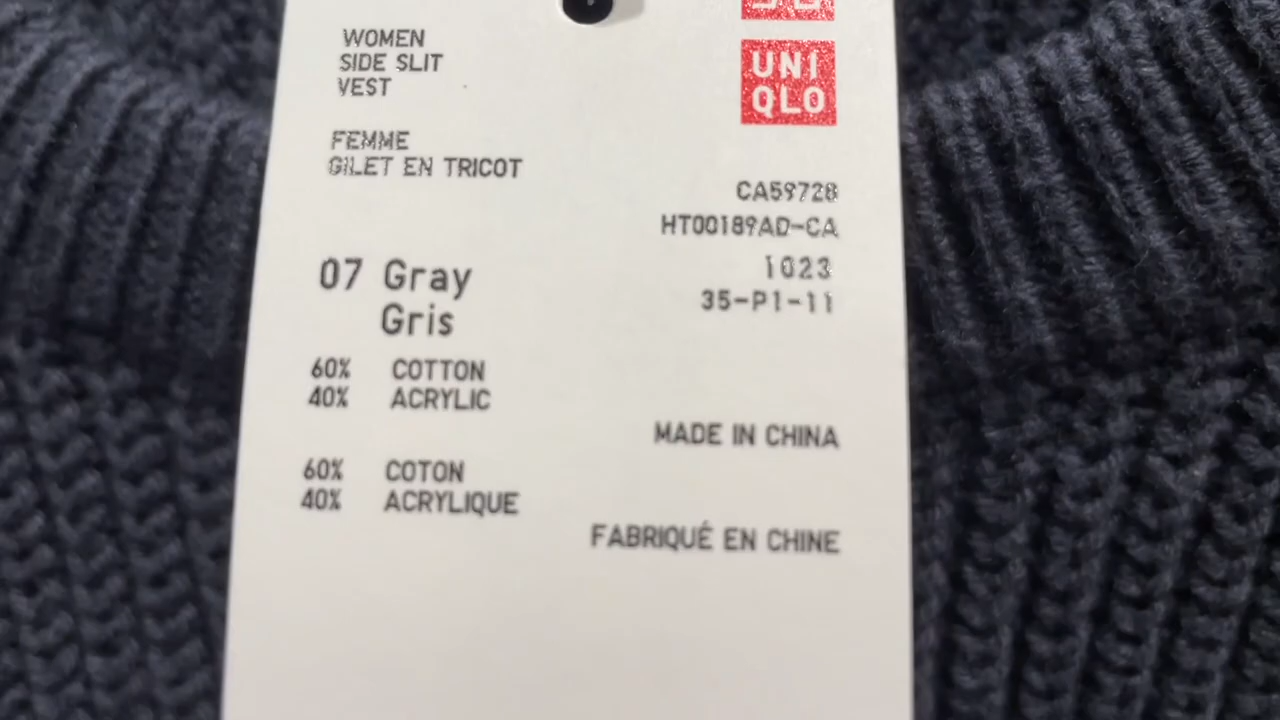 WOMEN
SIDE SLIT
VEST
FEMME
GILET EN TRICOT
UNI
QLO
CA59728
HT00189AD-CA
1023
35-P1-11
07 Gray
Gris
60% COTTON
40% ACRYLIC
60% COTON
40% ACRYLIQUE
MADE IN CHINA
FABRIQUÉ EN CHINE